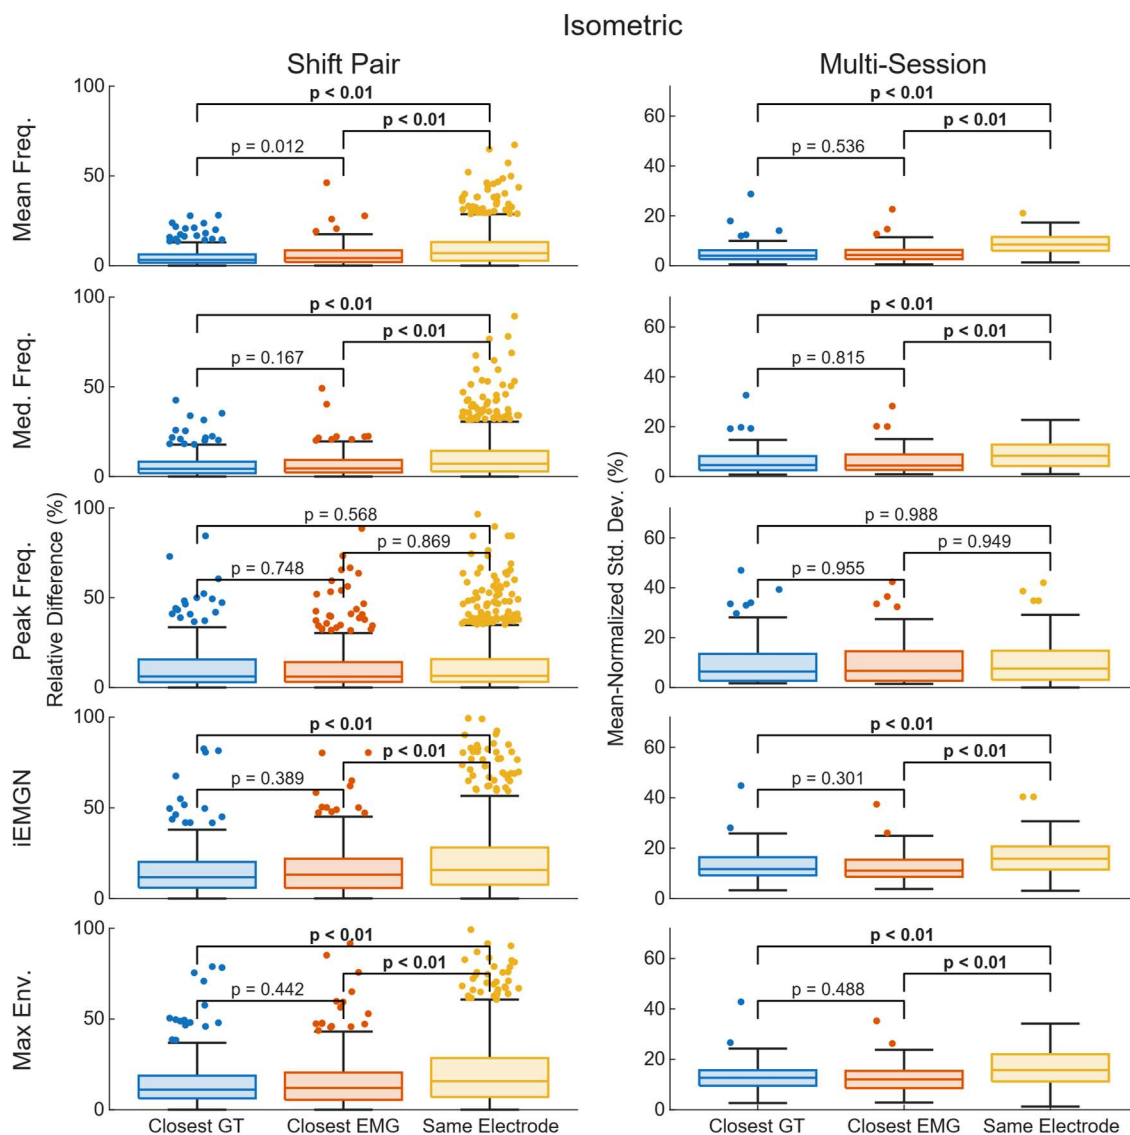 Isometric
Shift Pair
Multi-Session
Mean Freq.
100
50
0
p < 0.01
p < 0.01
p = 0.012
60
40
20
0
p < 0.01
p < 0.01
p = 0.536
Med. Freq.
100
50
0
p < 0.01
p < 0.01
p = 0.167
60
40
20
0
p < 0.01
p < 0.01
p = 0.815
Peak Freq.
Relative Difference (%)
100
50
0
p = 0.568
p = 0.869
p = 0.748
Mean-Normalized Std. Dev. (%)
60
40
20
0
p = 0.988
p = 0.949
p = 0.955
iEMGN
100
50
0
p < 0.01
p < 0.01
p = 0.389
60
40
20
0
p < 0.01
p < 0.01
p = 0.301
Max Env.
100
50
0
p < 0.01
p < 0.01
p = 0.442
60
40
20
0
p < 0.01
p < 0.01
p = 0.488
Closest GT Closest EMG Same Electrode
Closest GT Closest EMG Same Electrode